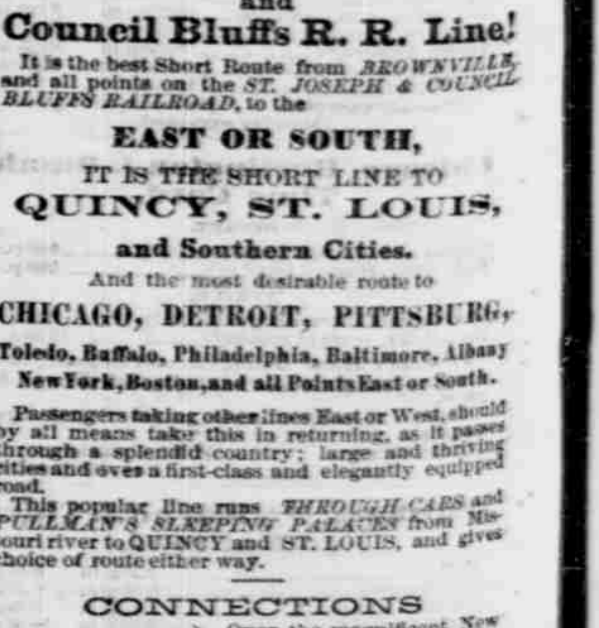 and
Council Bluffs R. R. Line!
It is the best Short Route from BROWNVILLE,
and all points on the ST. JOSEPH & COUNCIL
BLUFFS RAILROAD, to the
EAST OR SOUTH,
IT IS THE SHORT LINE TO
QUINCY, ST. LOUIS,
and Southern Cities.
And the most desirable route to
CHICAGO, DETROIT, PITTSBURG,
Toledo, Buffalo, Philadelphia, Baltimore, Albany
New York, Boston, and all Points East or South.
Passengers taking other lines East or West, should
by all means take this in returning, as it passes
through a splendid country; large and thriving
cities and over a first-class and elegantly equipped
road.
This popular line runs THROUGH CARS and
PULLMAN'S SLEEPING PALACES from Mis-
ouri river to QUINCY and ST. LOUIS, and gives
choice of route either way.
CONNECTIONS
New